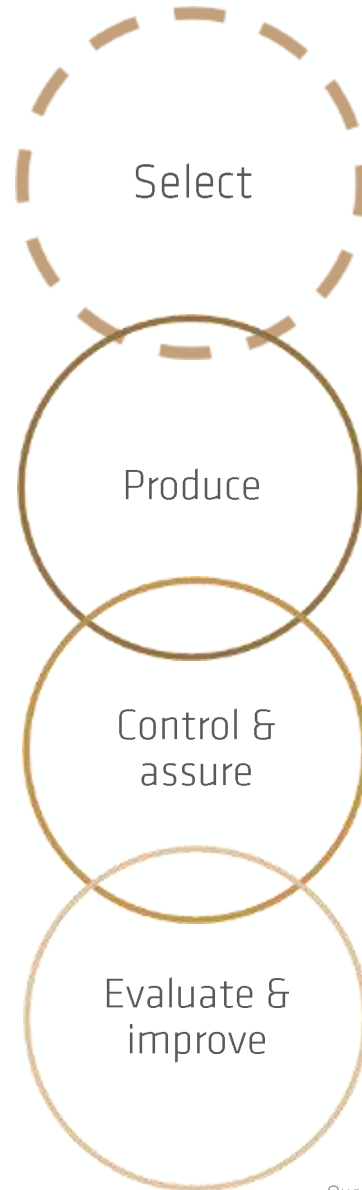 Select
Produce
Control &
assure
Evaluate &
improve